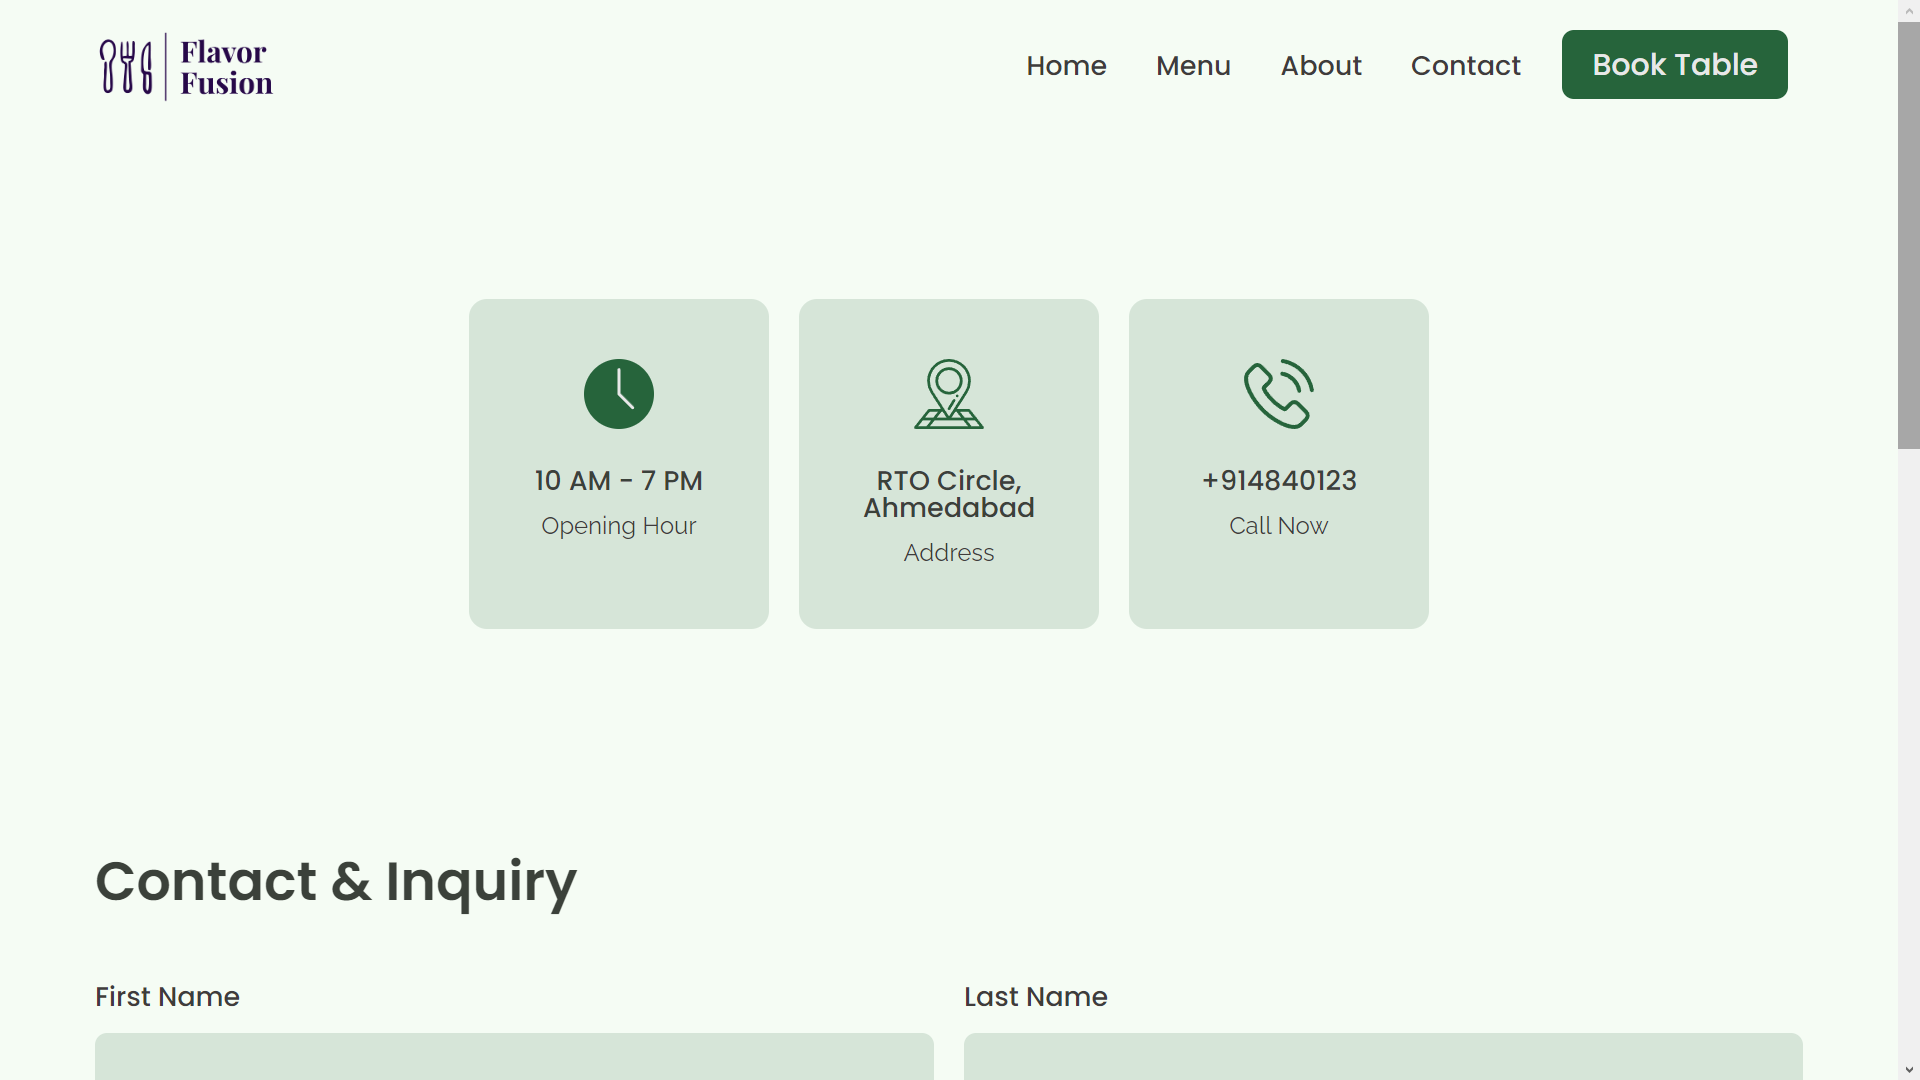 Flavor
Fusion
Home
Menu
About
Contact
Book Table
10 AM - 7 PM
Opening Hour
RTO Circle,
Ahmedabad
Address
+914840123
Call Now
Contact & Inquiry
First Name
Last Name